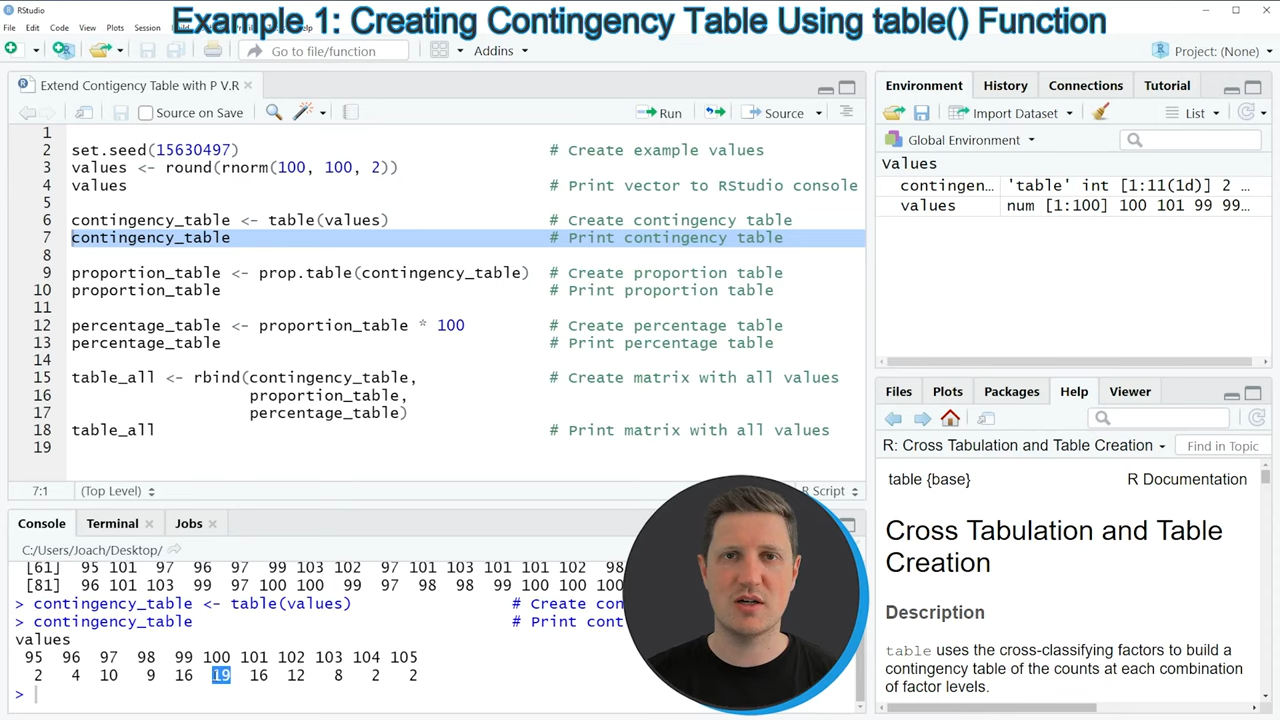 RStudio
Example 1: Creating Contingency Table Using table() Function
File Edit Code View Plots Session
Go to file/function
Addins
Project: (None)
Extend Contigency Table with P V.R
Source on Save
Run
Source
1
2 set.seed(15630497) # Create example values
3 values <- round(rnorm(100, 100, 2))
4 values # Print vector to RStudio console
5
6 contingency_table <- table(values) # Create contingency table
7 contingency_table # Print contingency table
8
9 proportion_table <- prop.table(contingency_table) # Create proportion table
10 proportion_table # Print proportion table
11
12 percentage_table <- proportion_table * 100 # Create percentage table
13 percentage_table # Print percentage table
14
15 table_all <- rbind(contingency_table, # Create matrix with all values
16 proportion_table,
17 percentage_table)
18 table_all # Print matrix with all values
19
7:1 (Top Level) R Script
Console Terminal Jobs
C:/Users/Joach/Desktop/
[61] 95 101 97 96 97 99 103 102 97 101 103 101 101 102 98
[81] 96 101 103 99 97 100 100 99 97 98 98 99 100 100 100
> contingency_table <- table(values) # Create con
> contingency_table # Print cont
values
95 96 97 98 99 100 101 102 103 104 105
2 4 10 9 16 19 16 12 8 2 2
>
Environment History Connections Tutorial
Import Dataset
List
Global Environment
Values
contingen… 'table' int [1:11(1d)] 2 …
values num [1:100] 100 101 99 99…
Files Plots Packages Help Viewer
R: Cross Tabulation and Table Creation
Find in Topic
table {base} R Documentation
Cross Tabulation and Table
Creation
Description
table uses the cross-classifying factors to build a
contingency table of the counts at each combination
of factor levels.